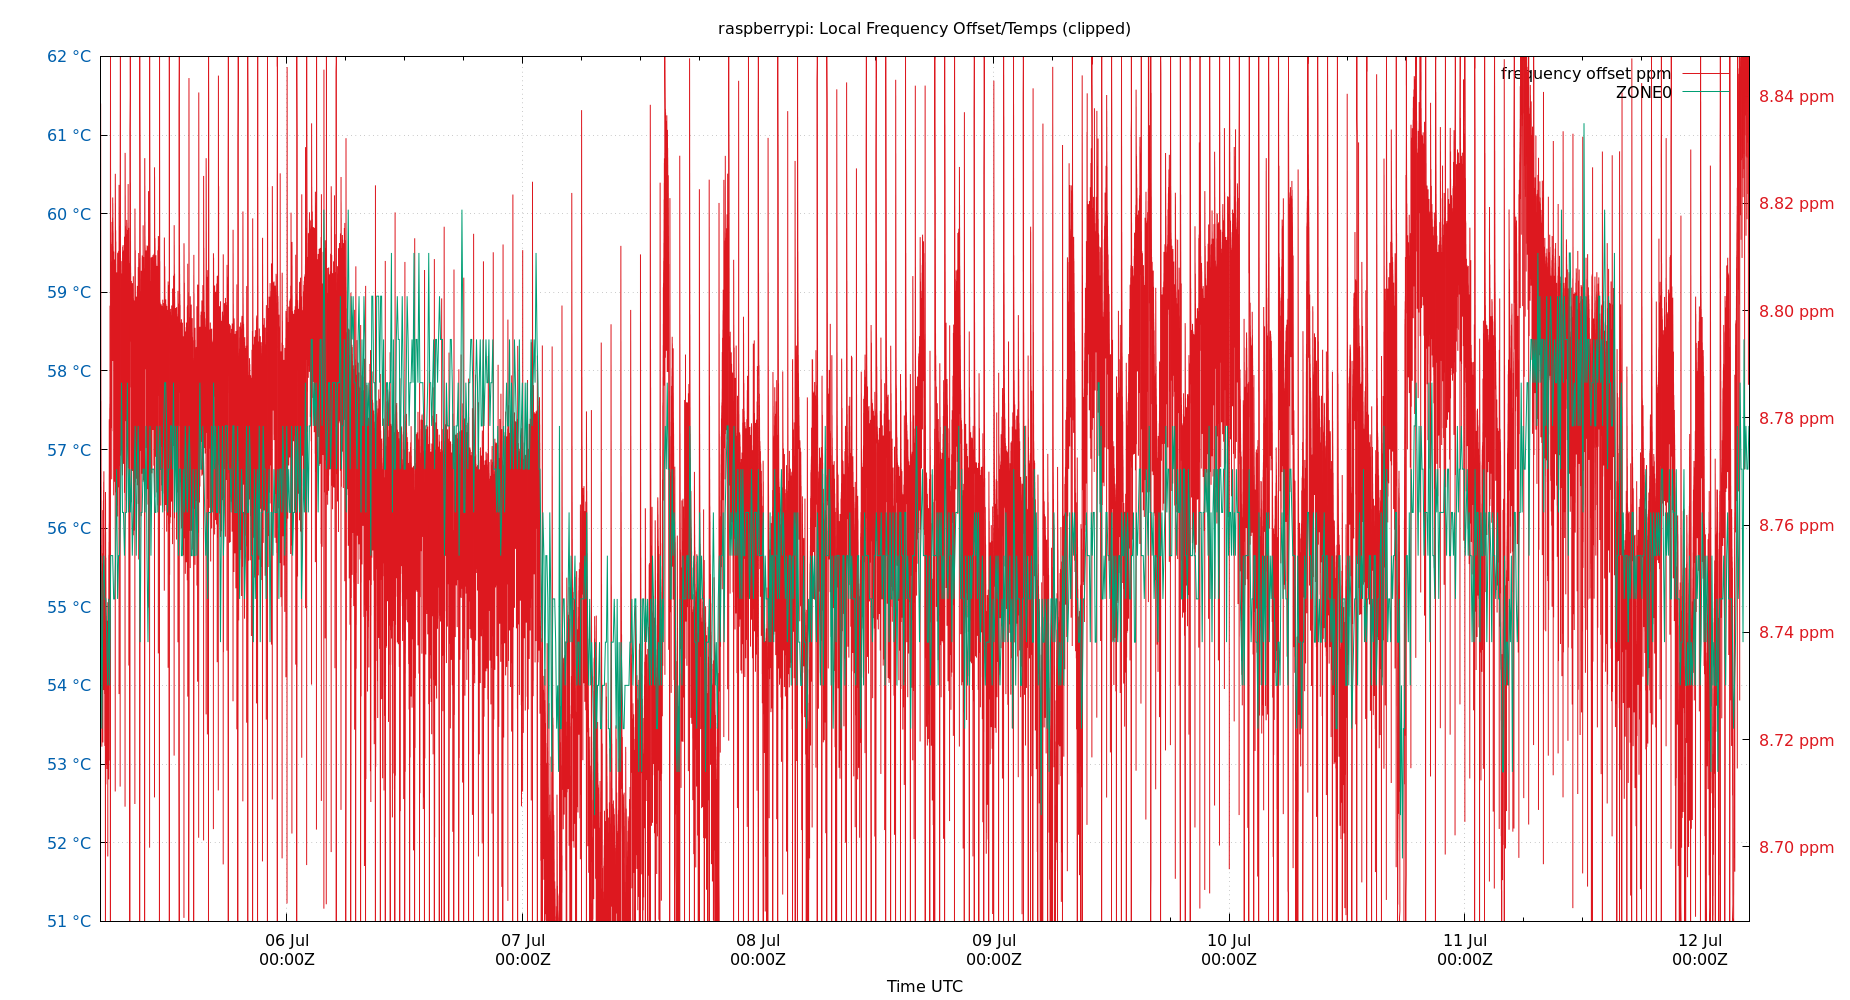 raspberrypi: Local Frequency Offset/Temps (clipped)
62 °C
61 °C
60 °C
59 °C
58 °C
57 °C
56 °C
55 °C
54 °C
53 °C
52 °C
51 °C
frequency offset ppm
ZONE0
8.84 ppm
8.82 ppm
8.80 ppm
8.78 ppm
8.76 ppm
8.74 ppm
8.72 ppm
8.70 ppm
06 Jul
00:00Z
07 Jul
00:00Z
08 Jul
00:00Z
09 Jul
00:00Z
10 Jul
00:00Z
11 Jul
00:00Z
12 Jul
00:00Z
Time UTC